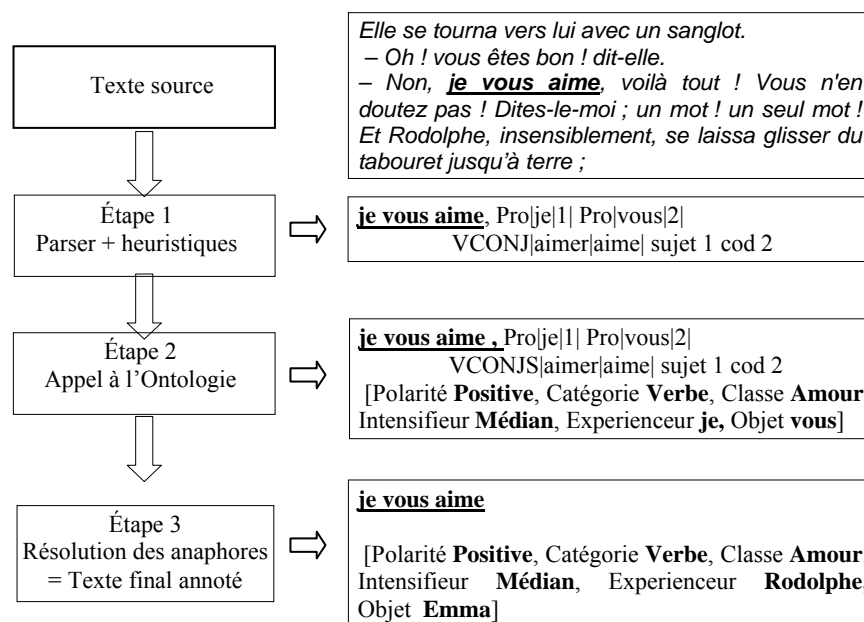 Texte source
Elle se tourna vers lui avec un sanglot.
– Oh ! vous êtes bon ! dit-elle.
– Non, je vous aime, voilà tout ! Vous n'en
doutez pas ! Dites-le-moi ; un mot ! un seul mot !
Et Rodolphe, insensiblement, se laissa glisser du
tabouret jusqu'à terre ;
Étape 1
Parser + heuristiques
je vous aime, Pro|je|1| Pro|vous|2|
VCONJ|aimer|aime| sujet 1 cod 2
Étape 2
Appel à l’Ontologie
je vous aime , Pro|je|1| Pro|vous|2|
VCONJS|aimer|aime| sujet 1 cod 2
[Polarité Positive, Catégorie Verbe, Classe Amour
Intensifieur Médian, Experienceur je, Objet vous]
Étape 3
Résolution des anaphores
= Texte final annoté
je vous aime
[Polarité Positive, Catégorie Verbe, Classe Amour
Intensifieur Médian, Experienceur Rodolphe,
Objet Emma]